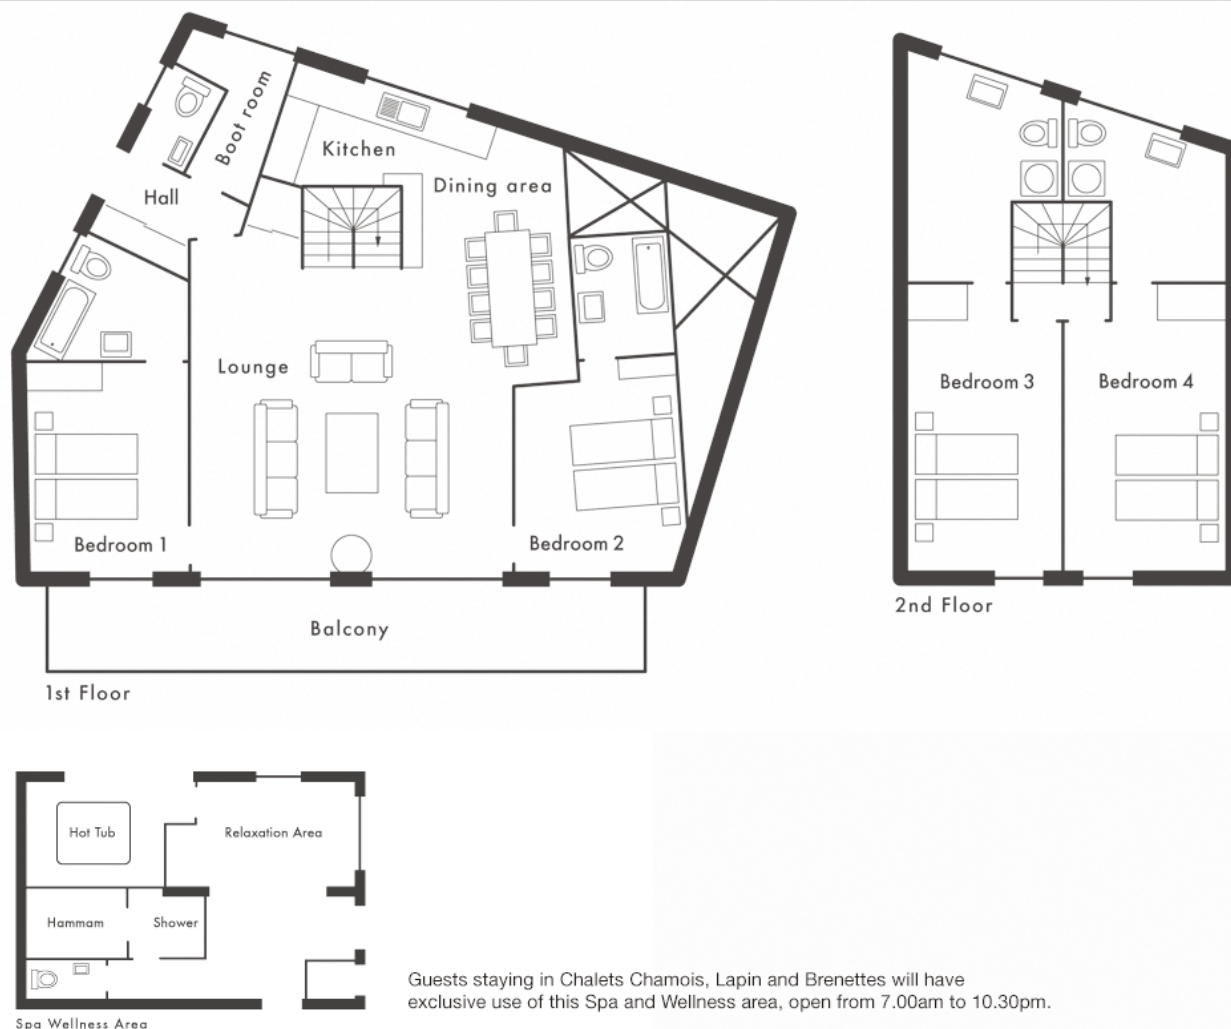 Boot room
Kitchen
Dining area
Hall
Lounge
Bedroom 1
Bedroom 2
Balcony
1st Floor
Bedroom 3
Bedroom 4
2nd Floor
Hot Tub
Relaxation Area
Hammam
Shower
Spa Wellness Area
Guests staying in Chalets Chamois, Lapin and Brenettes will have
exclusive use of this Spa and Wellness area, open from 7.00am to 10.30pm.